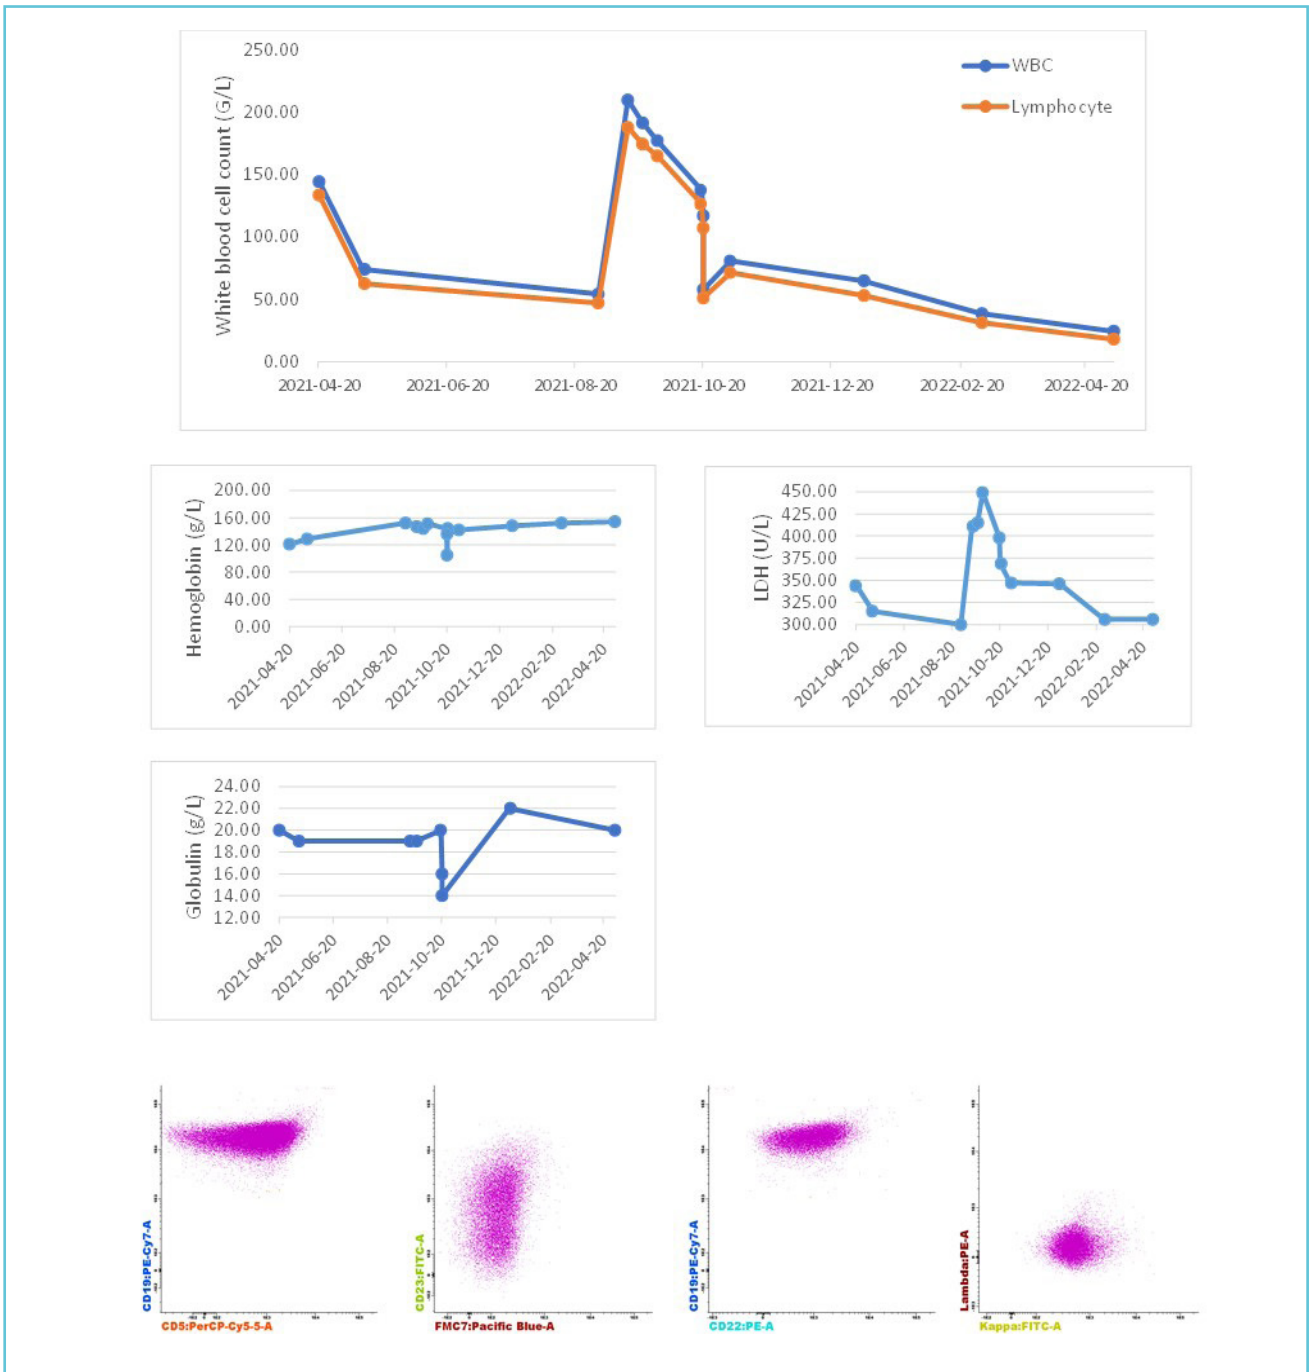 White blood cell count (G/L)
250.00
200.00
150.00
100.00
50.00
0.00
WBC
Lymphocyte
2021-04-20 2021-06-20 2021-08-20 2021-10-20 2021-12-20 2022-02-20 2022-04-20
Hemoglobin (g/L)
200.00
160.00
120.00
80.00
40.00
0.00
2021-04-20 2021-06-20 2021-08-20 2021-10-20 2021-12-20 2022-02-20 2022-04-20
LDH (U/L)
450.00
425.00
400.00
375.00
350.00
325.00
300.00
2021-04-20 2021-06-20 2021-08-20 2021-10-20 2021-12-20 2022-02-20 2022-04-20
Globulin (g/L)
24.00
22.00
20.00
18.00
16.00
14.00
12.00
2021-04-20 2021-06-20 2021-08-20 2021-10-20 2021-12-20 2022-02-20 2022-04-20
CD19:PE-Cy7-A
CD5:PerCP-Cy5-5-A
CD23:FITC-A
FMC7:Pacific Blue-A
CD19:PE-Cy7-A
CD22:PE-A
Lambda:PE-A
Kappa:FITC-A